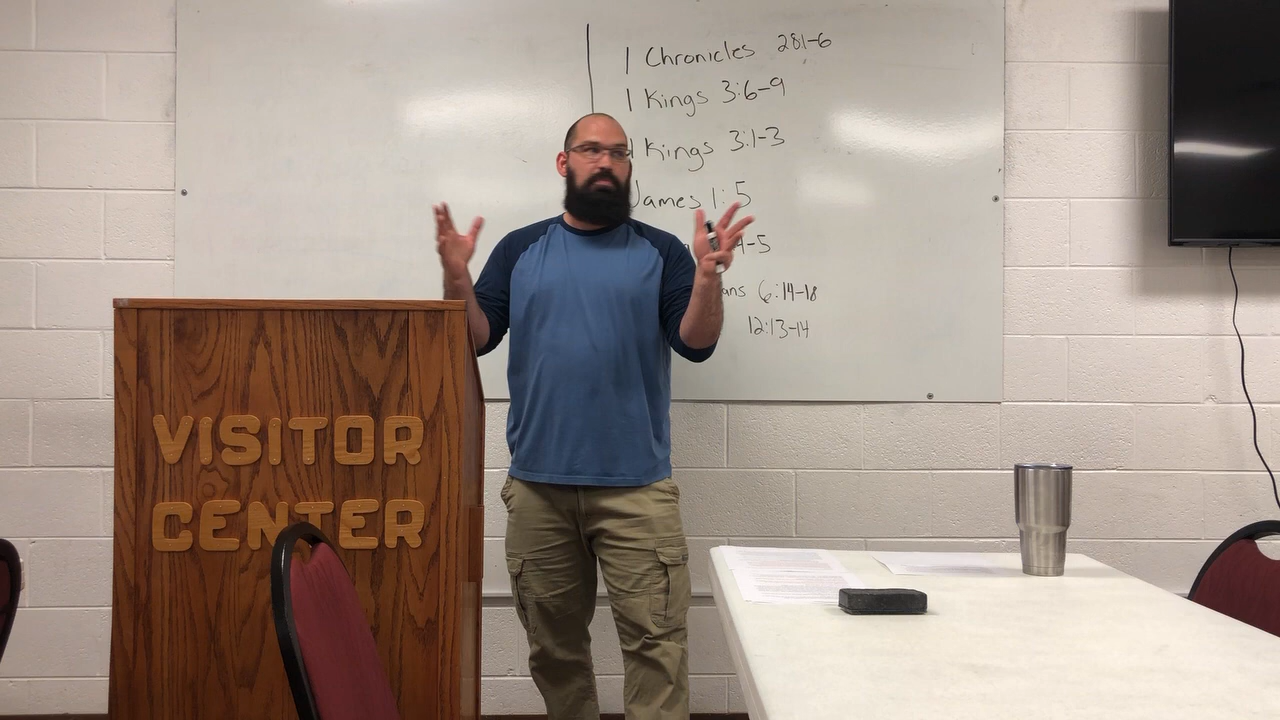 1 Chronicles 28:1-6
1 Kings 3:6-9
Kings 3:1-3
James 1:5
4-5
ans 6:14-18
12:13-14
VISITOR
CENTER